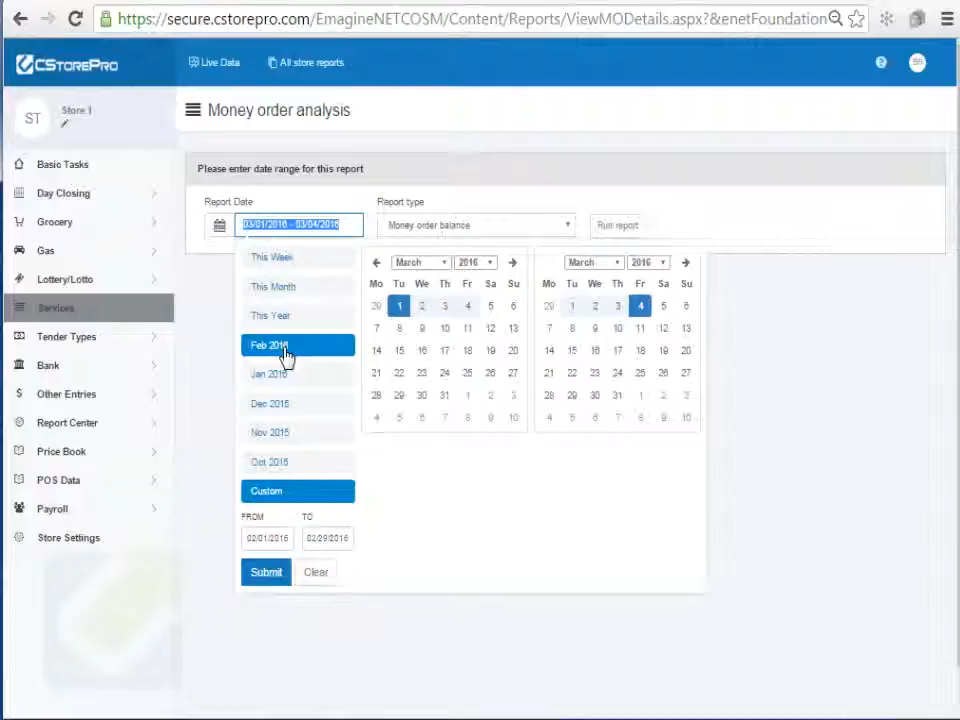 https://secure.cstorepro.com/EmagineNETCOSM/Content/Reports/ViewMODetails.aspx?&enetFoundation
CSTOREPRO
Live Data
All store reports
?
SR
ST
Store 1
Money order analysis
Basic Tasks
Day Closing
Grocery
Gas
Lottery/Lotto
Services
Tender Types
Bank
Other Entries
Report Center
Price Book
POS Data
Payroll
Store Settings
Please enter date range for this report
Report Date
Report type
03/01/2016 - 03/04/2016
Money order balance
Run report
This Week
This Month
This Year
Feb 2016
Jan 2016
Dec 2015
Nov 2015
Oct 2015
Custom
FROM TO
02/01/2016 02/29/2016
Submit Clear
March 2016
Mo Tu We Th Fr Sa Su
29 1 2 3 4 5 6
7 8 9 10 11 12 13
14 15 16 17 18 19 20
21 22 23 24 25 26 27
28 29 30 31 1 2 3
4 5 6 7 8 9 10
March 2016
Mo Tu We Th Fr Sa Su
29 1 2 3 4 5 6
7 8 9 10 11 12 13
14 15 16 17 18 19 20
21 22 23 24 25 26 27
28 29 30 31 1 2 3
4 5 6 7 8 9 10